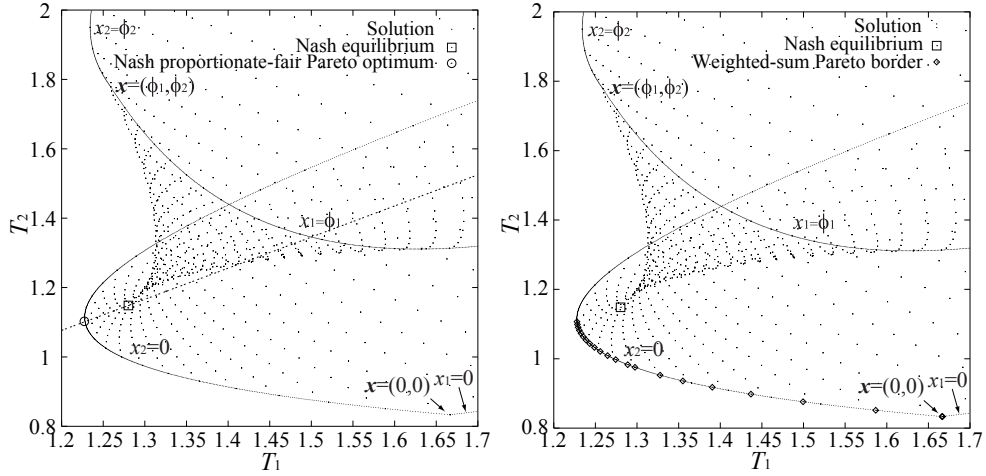 Solution
Nash equilibrium
Nash proportionate-fair Pareto optimum
x2=ϕ2
x=(ϕ1,ϕ2)
x1=ϕ1
x2=0
x=(0,0)
x1=0
T2
2
1.8
1.6
1.4
1.2
1
0.8
1.2 1.25 1.3 1.35 1.4 1.45 1.5 1.55 1.6 1.65 1.7
T1
Solution
Nash equilibrium
Weighted-sum Pareto border
x2=ϕ2
x=(ϕ1,ϕ2)
x1=ϕ1
x2=0
x=(0,0)
x1=0
T2
2
1.8
1.6
1.4
1.2
1
0.8
1.2 1.25 1.3 1.35 1.4 1.45 1.5 1.55 1.6 1.65 1.7
T1